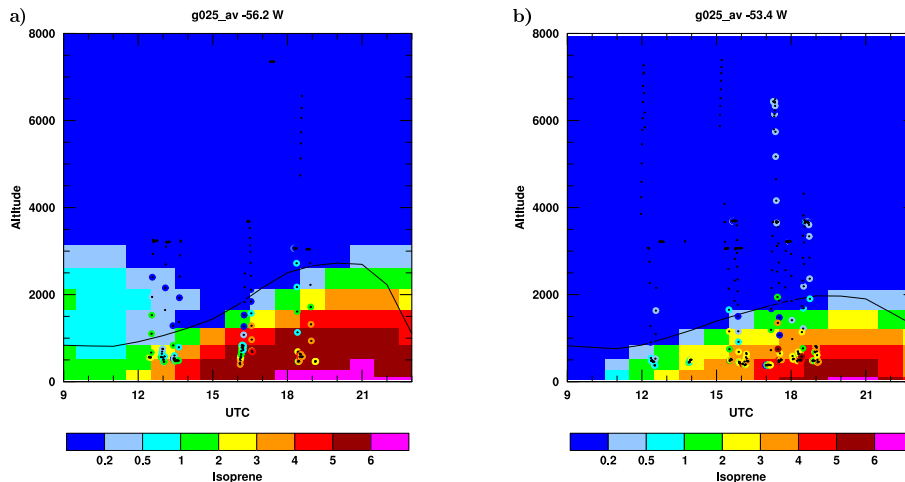 a)
g025_av -56.2 W
8000
6000
4000
2000
0
Altitude
9 12 15 18 21
UTC
0.2 0.5 1 2 3 4 5 6
Isoprene
b)
g025_av -53.4 W
8000
6000
4000
2000
0
Altitude
9 12 15 18 21
UTC
0.2 0.5 1 2 3 4 5 6
Isoprene